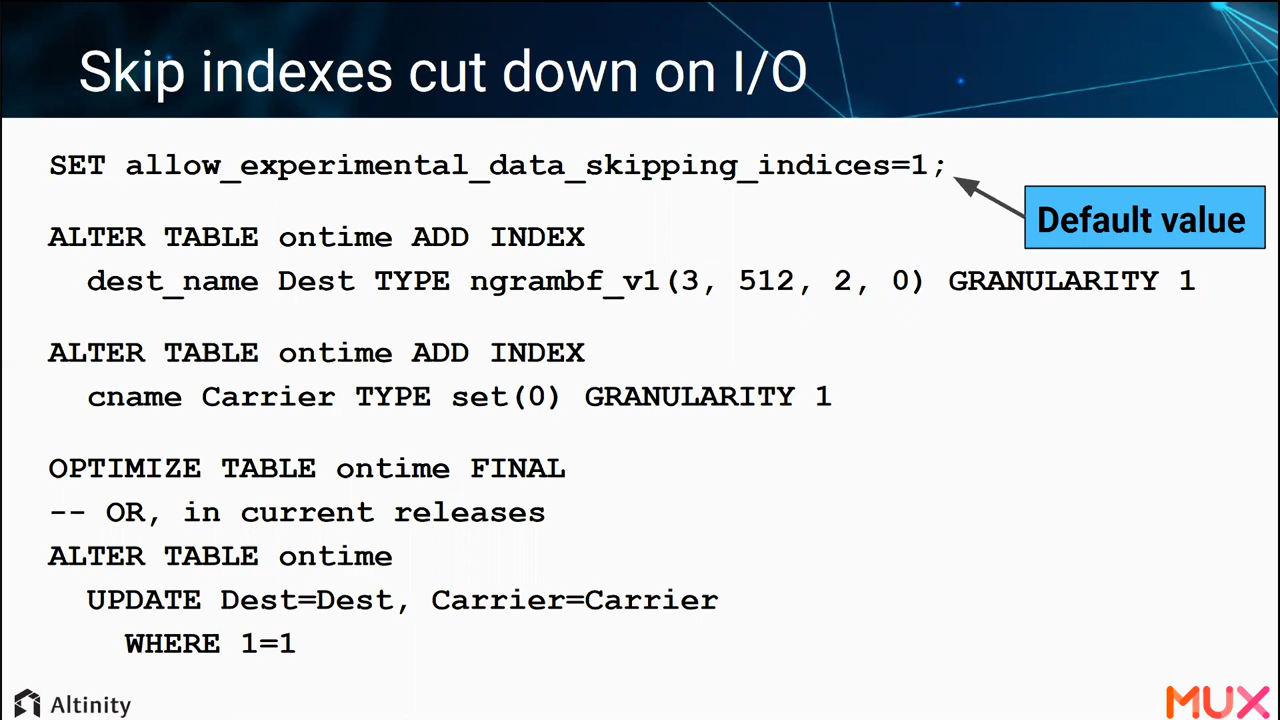 Skip indexes cut down on I/O
SET allow_experimental_data_skipping_indices=1;
Default value
ALTER TABLE ontime ADD INDEX
dest_name Dest TYPE ngrambf_v1(3, 512, 2, 0) GRANULARITY 1
ALTER TABLE ontime ADD INDEX
cname Carrier TYPE set(0) GRANULARITY 1
OPTIMIZE TABLE ontime FINAL
-- OR, in current releases
ALTER TABLE ontime
UPDATE Dest=Dest, Carrier=Carrier
WHERE 1=1
Altinity
MUX